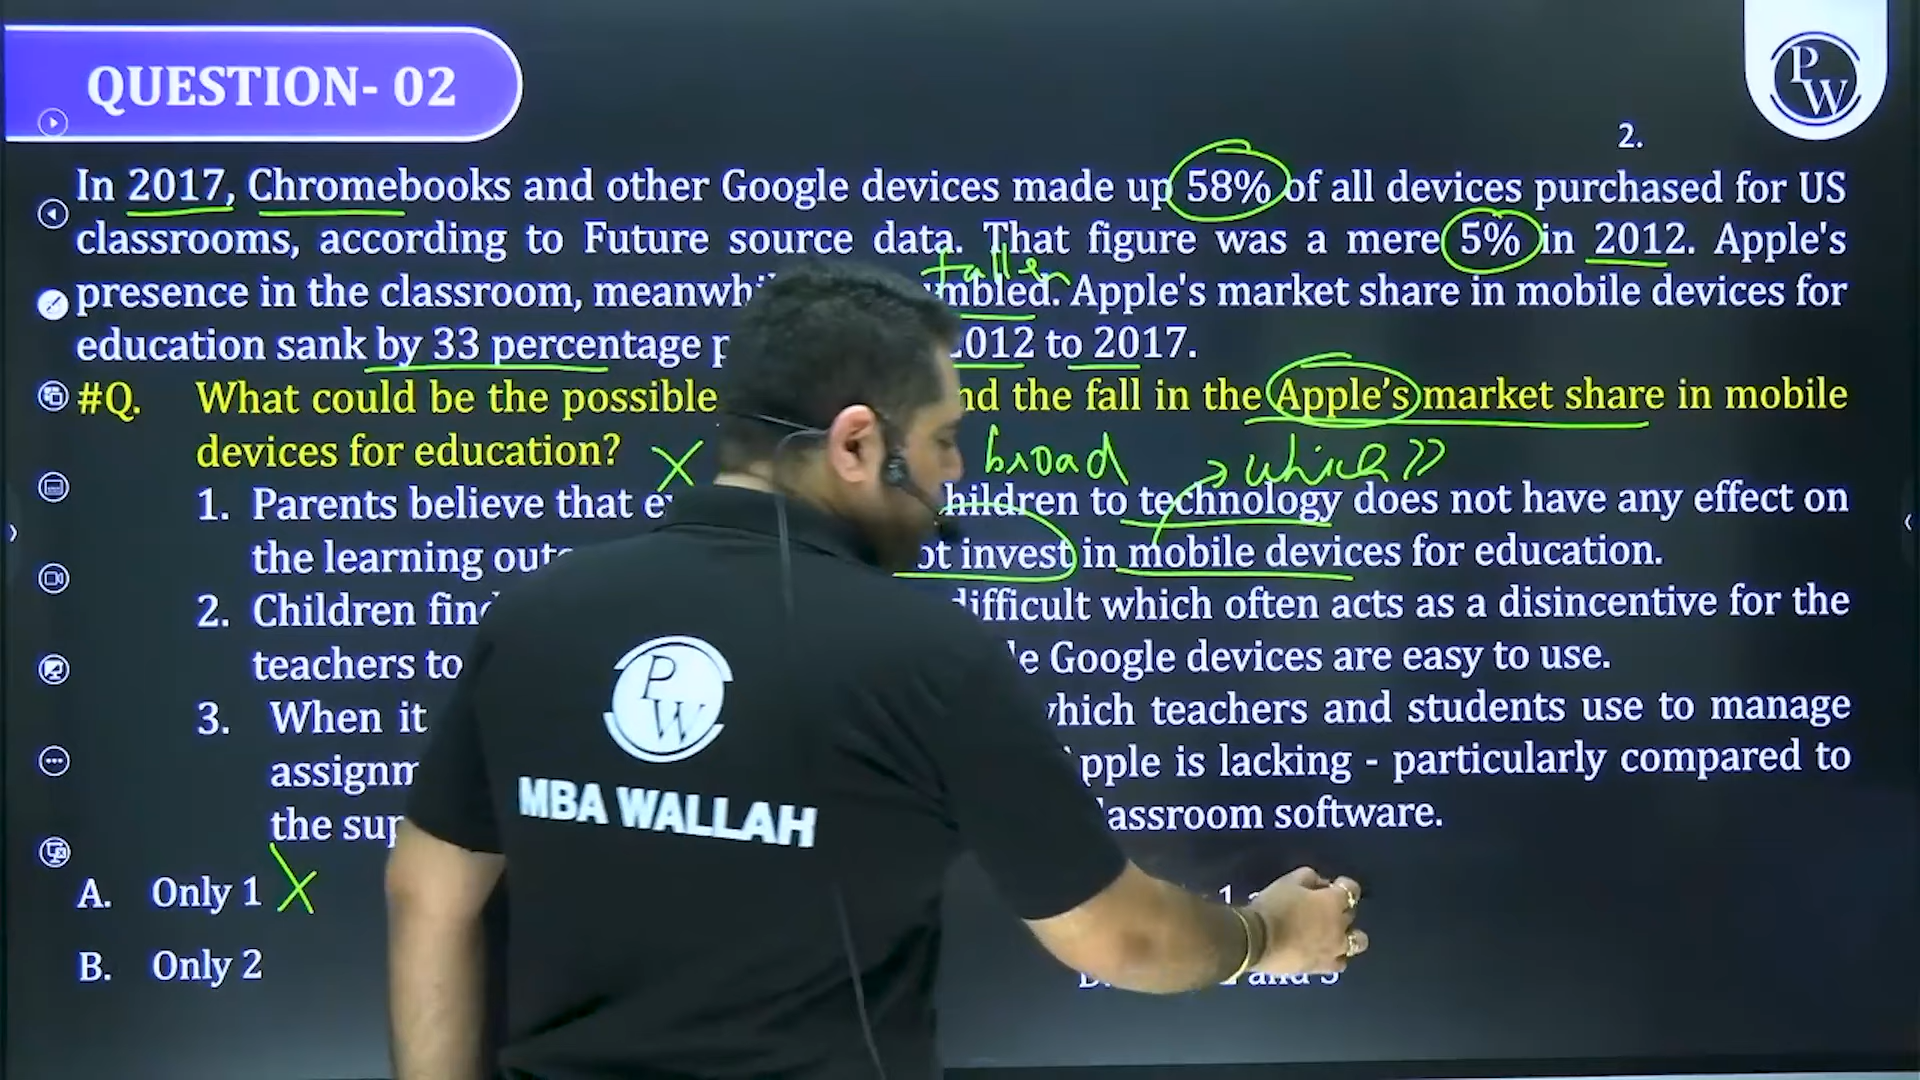 QUESTION- 02
P
W
2.
In 2017, Chromebooks and other Google devices made up 58% of all devices purchased for US
classrooms, according to Future source data. That figure was a mere 5% in 2012. Apple's
fallen
presence in the classroom, meanwhi mbled. Apple's market share in mobile devices for
education sank by 33 percentage p 2012 to 2017.
#Q. What could be the possible nd the fall in the Apple's market share in mobile
devices for education? X broad → which >>
1. Parents believe that e hildren to technology does not have any effect on
the learning out ot invest in mobile devices for education.
2. Children find difficult which often acts as a disincentive for the
teachers to e Google devices are easy to use.
3. When it which teachers and students use to manage
assignm pple is lacking - particularly compared to
the sup lassroom software.
P
W
MBA WALLAH
A. Only 1 X 1
B. Only 2 D. 2 and 3